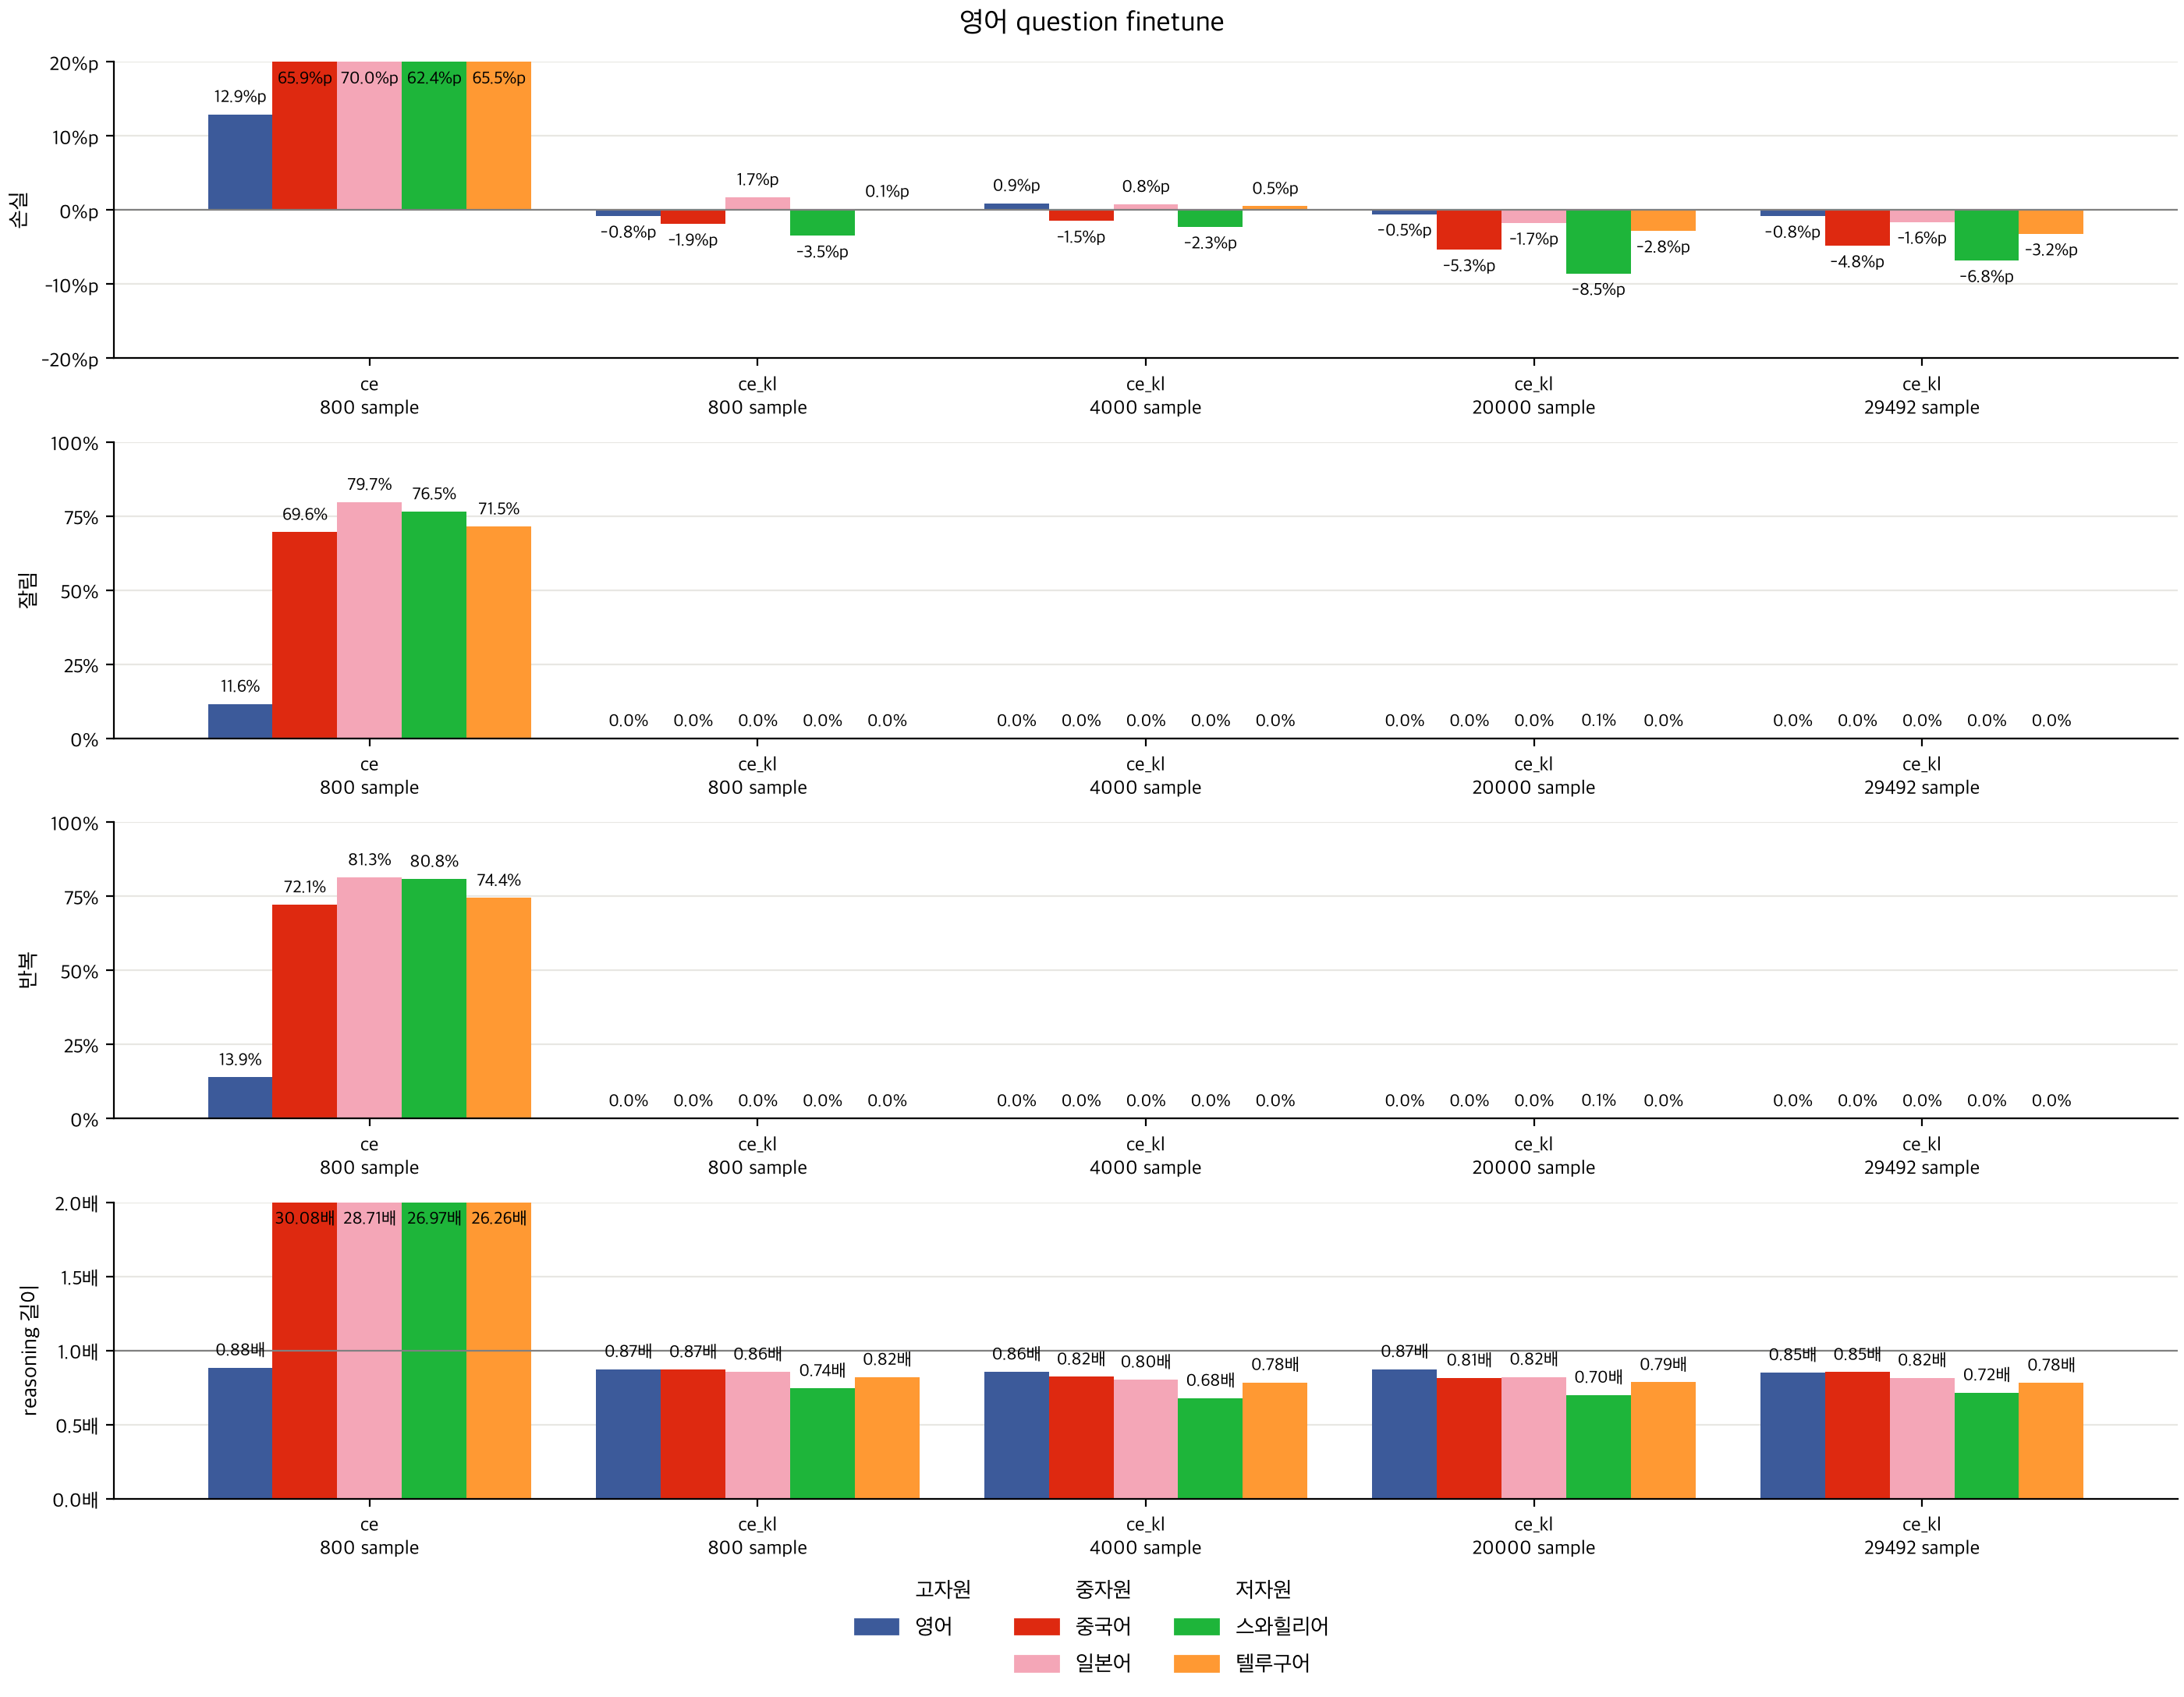 영어 question finetune
손실
20%p
10%p
0%p
-10%p
-20%p
12.9%p 65.9%p 70.0%p 62.4%p 65.5%p
-0.8%p -1.9%p 1.7%p -3.5%p 0.1%p
0.9%p -1.5%p 0.8%p -2.3%p 0.5%p
-0.5%p -5.3%p -1.7%p -8.5%p -2.8%p
-0.8%p -4.8%p -1.6%p -6.8%p -3.2%p
ce ce_kl ce_kl ce_kl ce_kl
800 sample 800 sample 4000 sample 20000 sample 29492 sample
잘림
100%
75%
50%
25%
0%
11.6% 69.6% 79.7% 76.5% 71.5%
0.0% 0.0% 0.0% 0.0% 0.0%
0.0% 0.0% 0.0% 0.0% 0.0%
0.0% 0.0% 0.0% 0.1% 0.0%
0.0% 0.0% 0.0% 0.0% 0.0%
ce ce_kl ce_kl ce_kl ce_kl
800 sample 800 sample 4000 sample 20000 sample 29492 sample
반복
100%
75%
50%
25%
0%
13.9% 72.1% 81.3% 80.8% 74.4%
0.0% 0.0% 0.0% 0.0% 0.0%
0.0% 0.0% 0.0% 0.0% 0.0%
0.0% 0.0% 0.0% 0.1% 0.0%
0.0% 0.0% 0.0% 0.0% 0.0%
ce ce_kl ce_kl ce_kl ce_kl
800 sample 800 sample 4000 sample 20000 sample 29492 sample
reasoning 길이
2.0배
1.5배
1.0배
0.5배
0.0배
0.88배 30.08배 28.71배 26.97배 26.26배
0.87배 0.87배 0.86배 0.74배 0.82배
0.86배 0.82배 0.80배 0.68배 0.78배
0.87배 0.81배 0.82배 0.70배 0.79배
0.85배 0.85배 0.82배 0.72배 0.78배
ce ce_kl ce_kl ce_kl ce_kl
800 sample 800 sample 4000 sample 20000 sample 29492 sample
고자원 중자원 저자원
영어 중국어 스와힐리어
일본어 텔루구어